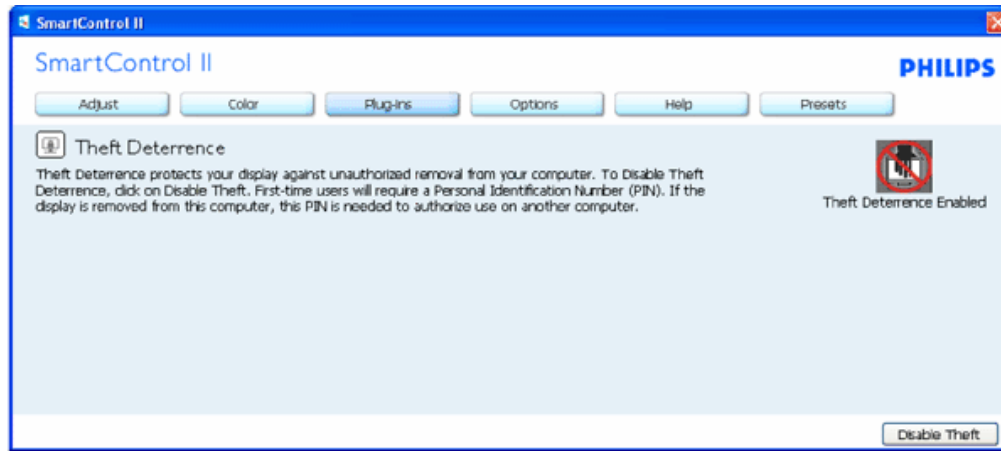 SmartControl II
SmartControl II
PHILIPS
Adjust Color Plug-Ins Options Help Presets
Theft Deterrence
Theft Deterrence protects your display against unauthorized removal from your computer. To Disable Theft
Deterrence, click on Disable Theft. First-time users will require a Personal Identification Number (PIN). If the
display is removed from this computer, this PIN is needed to authorize use on another computer.
Theft Deterrence Enabled
Disable Theft